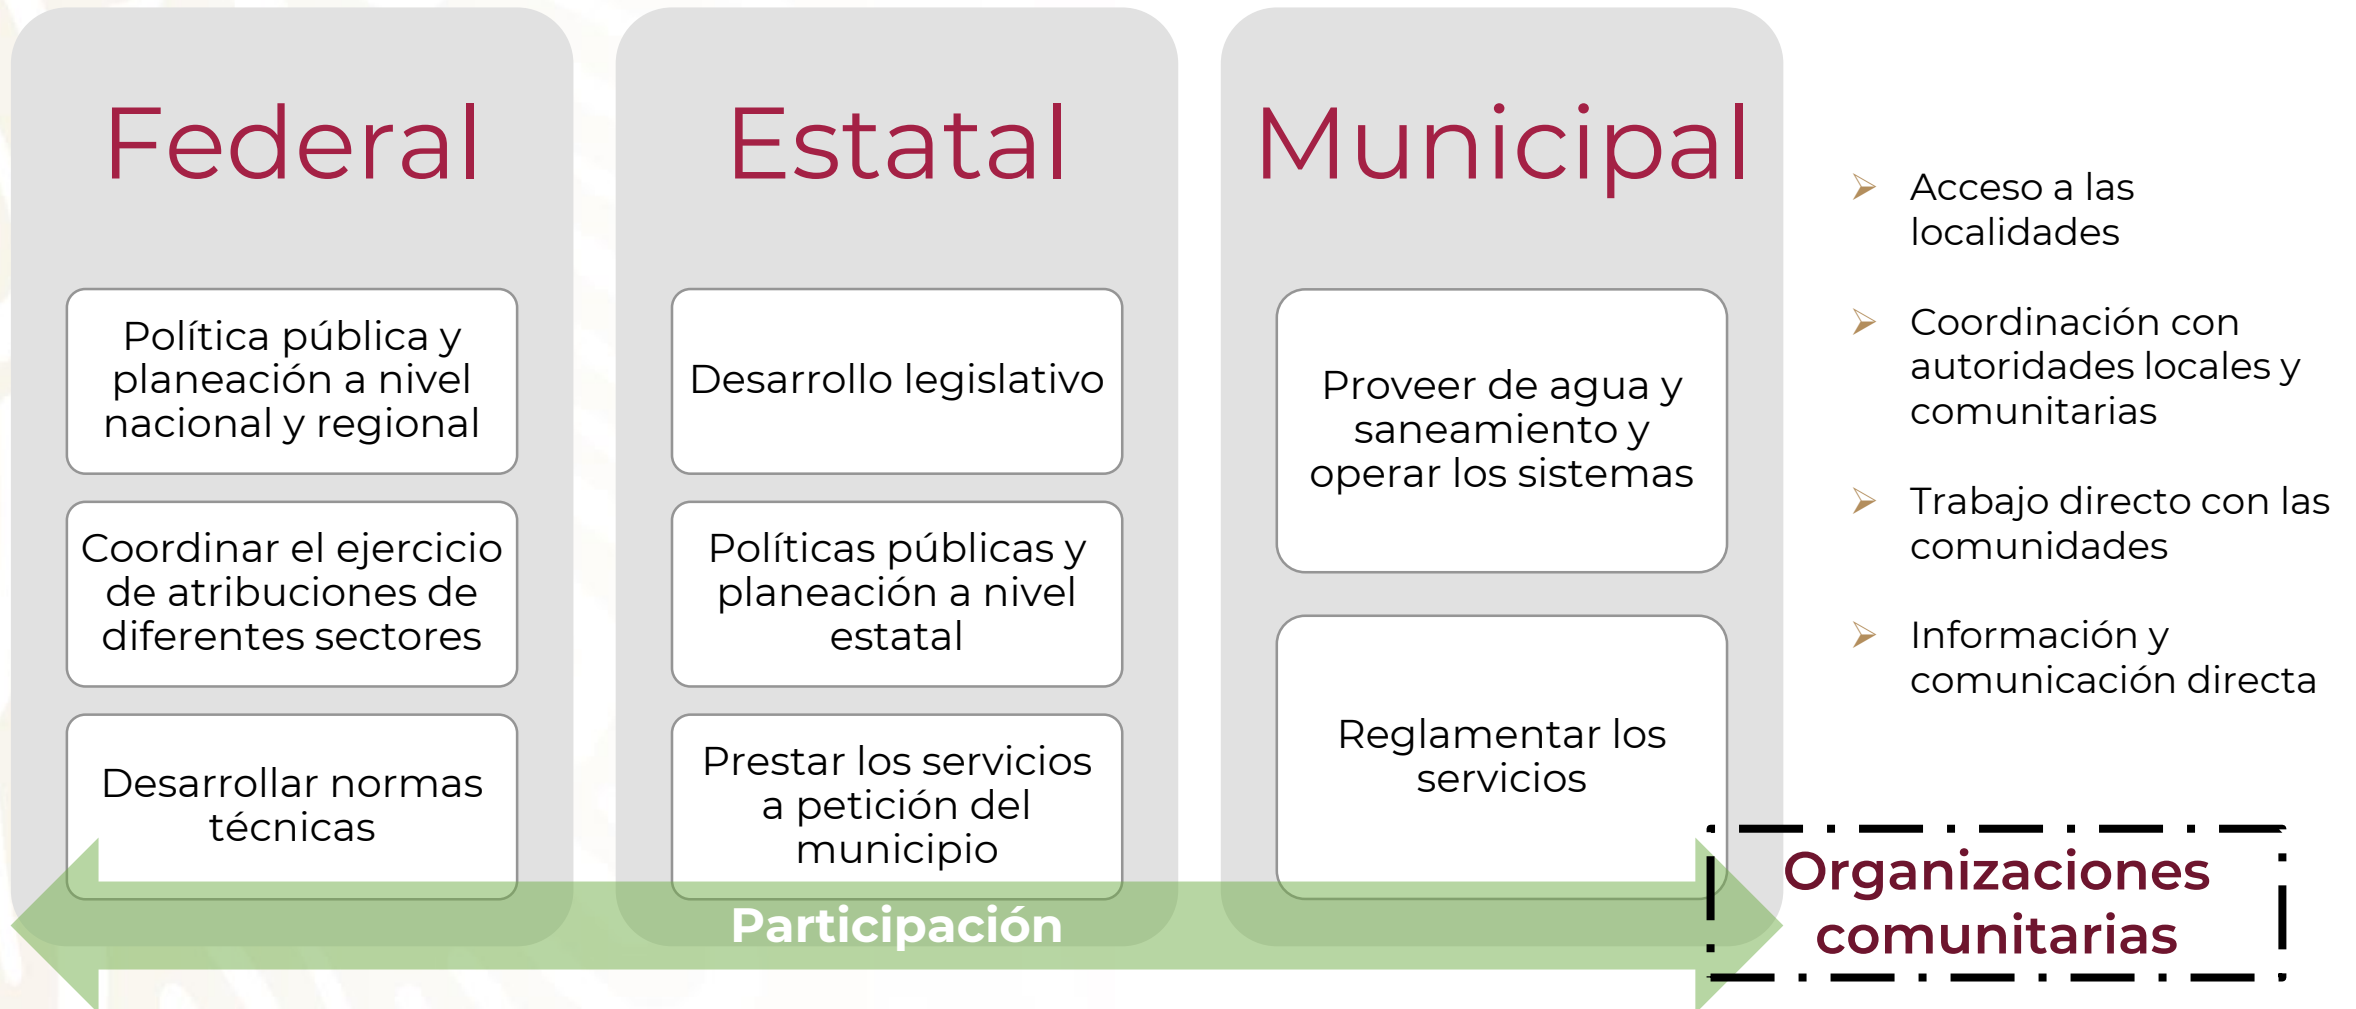 Federal
Política pública y
planeación a nivel
nacional y regional
Coordinar el ejercicio
de atribuciones de
diferentes sectores
Desarrollar normas
técnicas
Estatal
Desarrollo legislativo
Políticas públicas y
planeación a nivel
estatal
Prestar los servicios
a petición del
municipio
Municipal
Proveer de agua y
saneamiento y
operar los sistemas
Reglamentar los
servicios
Acceso a las
localidades
Coordinación con
autoridades locales y
comunitarias
Trabajo directo con las
comunidades
Información y
comunicación directa
Participación
Organizaciones
comunitarias